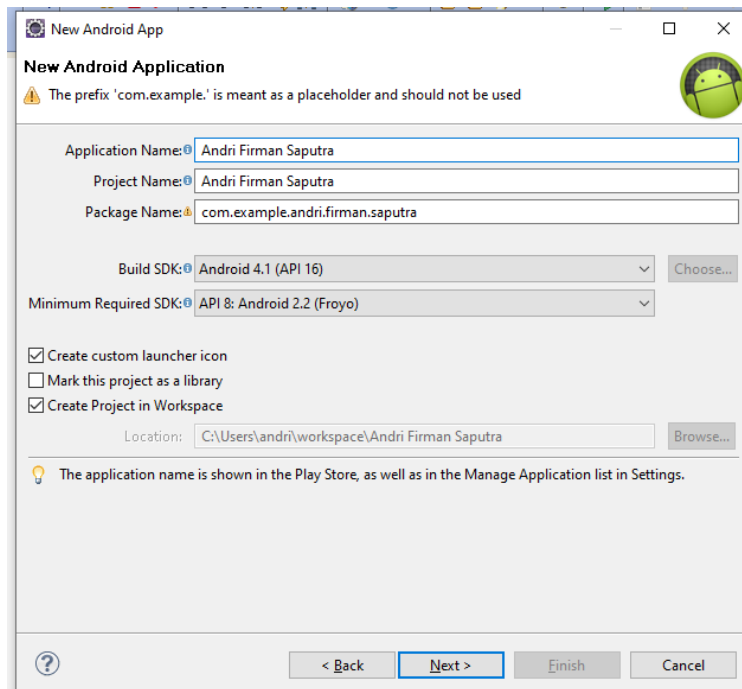 New Android App
New Android Application
The prefix 'com.example.' is meant as a placeholder and should not be used
Application Name: Andri Firman Saputra
Project Name: Andri Firman Saputra
Package Name: com.example.andri.firman.saputra
Build SDK: Android 4.1 (API 16) Choose...
Minimum Required SDK: API 8: Android 2.2 (Froyo)
Create custom launcher icon
Mark this project as a library
Create Project in Workspace
Location: C:\Users\andri\workspace\Andri Firman Saputra Browse...
The application name is shown in the Play Store, as well as in the Manage Application list in Settings.
? < Back Next > Finish Cancel